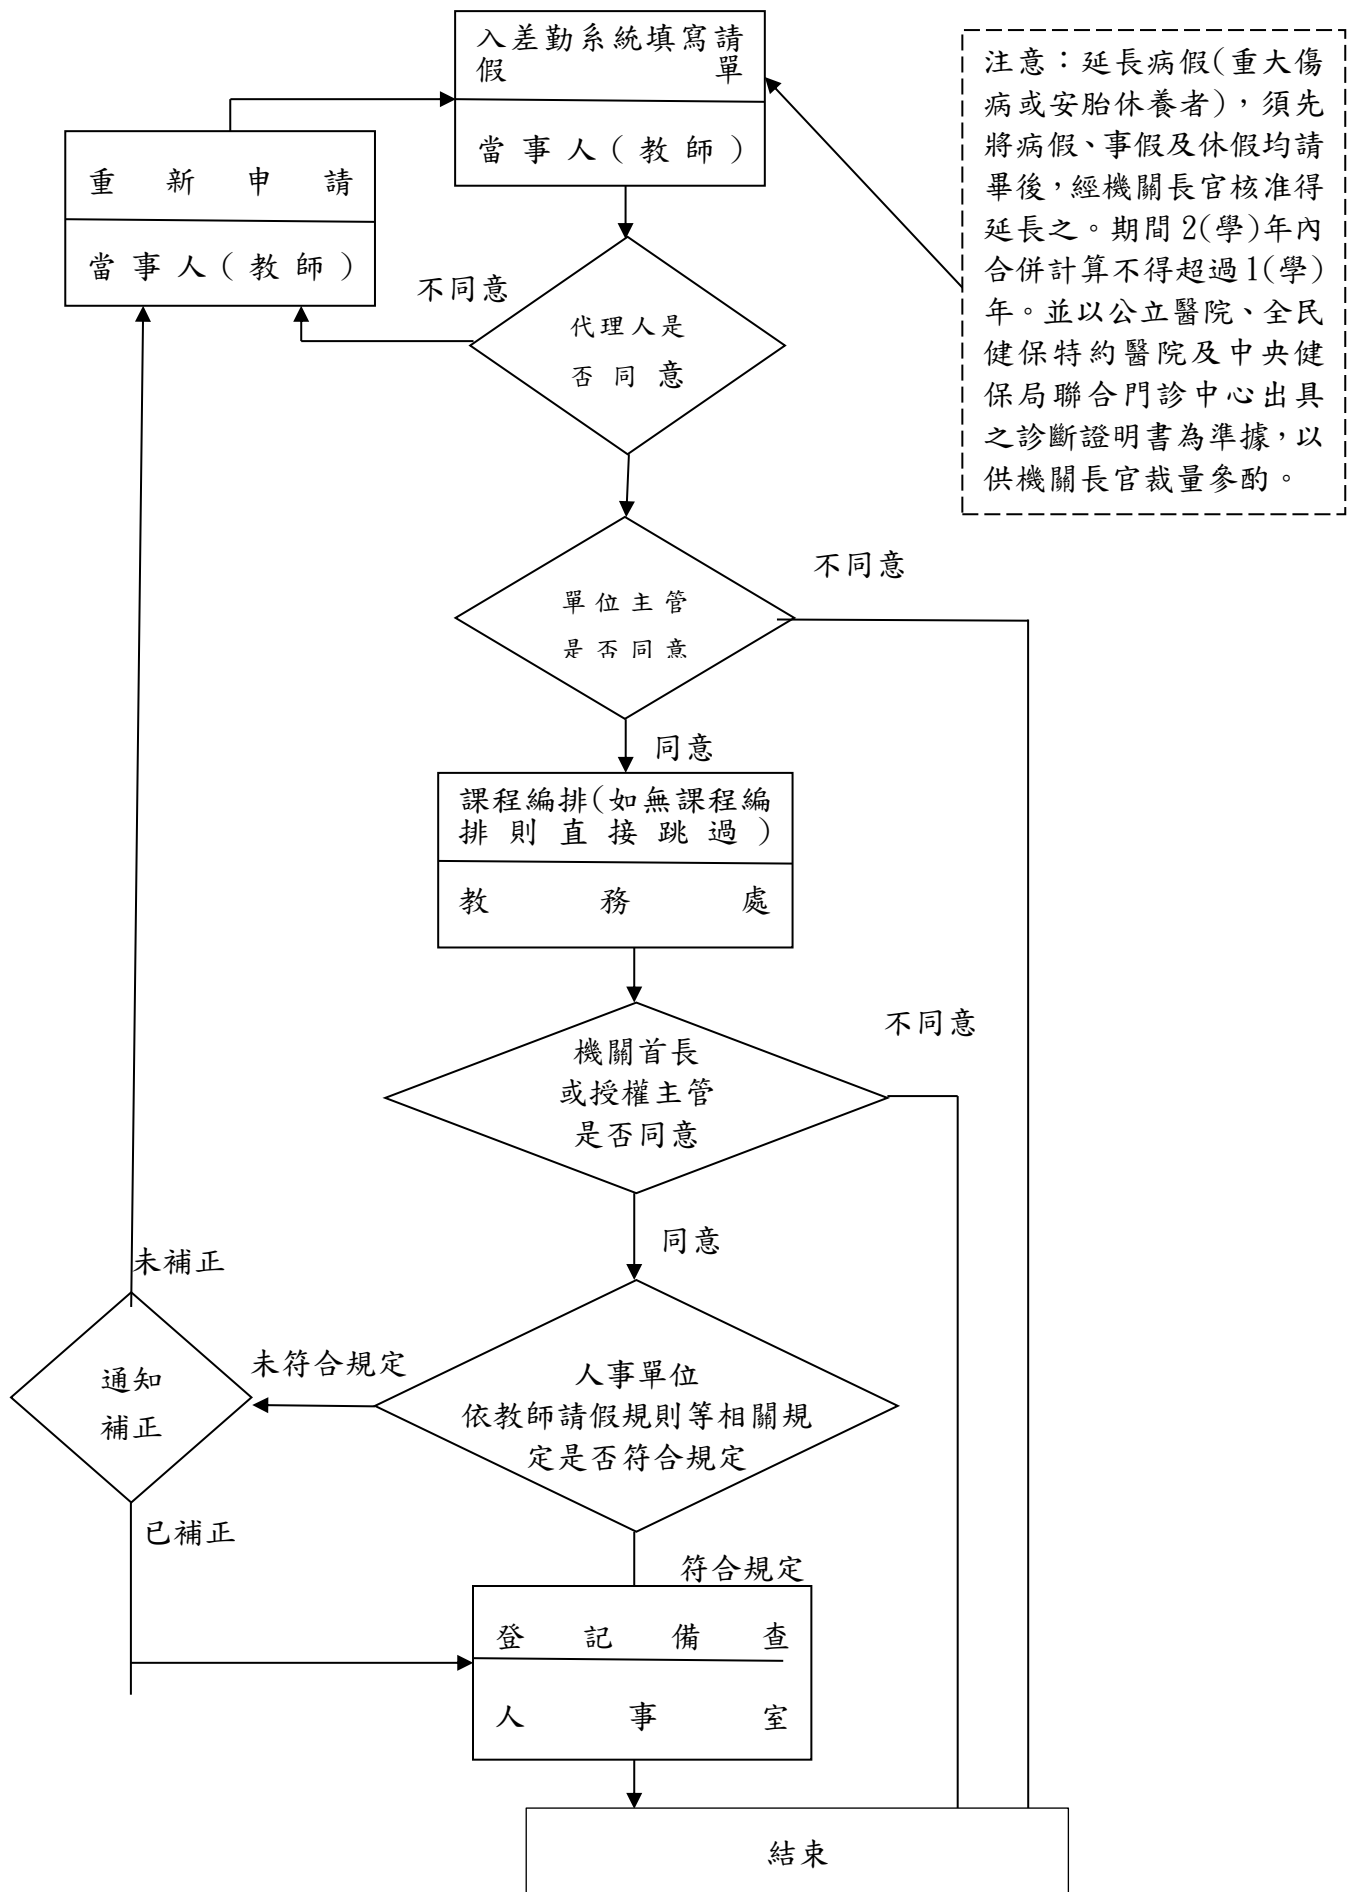 入差勤系統填寫請
假單
當事人(教師)
注意：延長病假(重大傷
病或安胎休養者)，須先
將病假、事假及休假均請
畢後，經機關長官核准得
延長之。期間2(學)年內
合併計算不得超過1(學)
年。並以公立醫院、全民
健保特約醫院及中央健
保局聯合門診中心出具
之診斷證明書為準據，以
供機關長官裁量參酌。
重新申請
當事人(教師)
不同意
代理人是
否同意
不同意
單位主管
是否同意
同意
課程編排(如無課程編
排則直接跳過)
教務處
不同意
機關首長
或授權主管
是否同意
同意
未補正
未符合規定
通知
補正
人事單位
依教師請假規則等相關規
定是否符合規定
已補正
符合規定
登記備查
人事室
結束